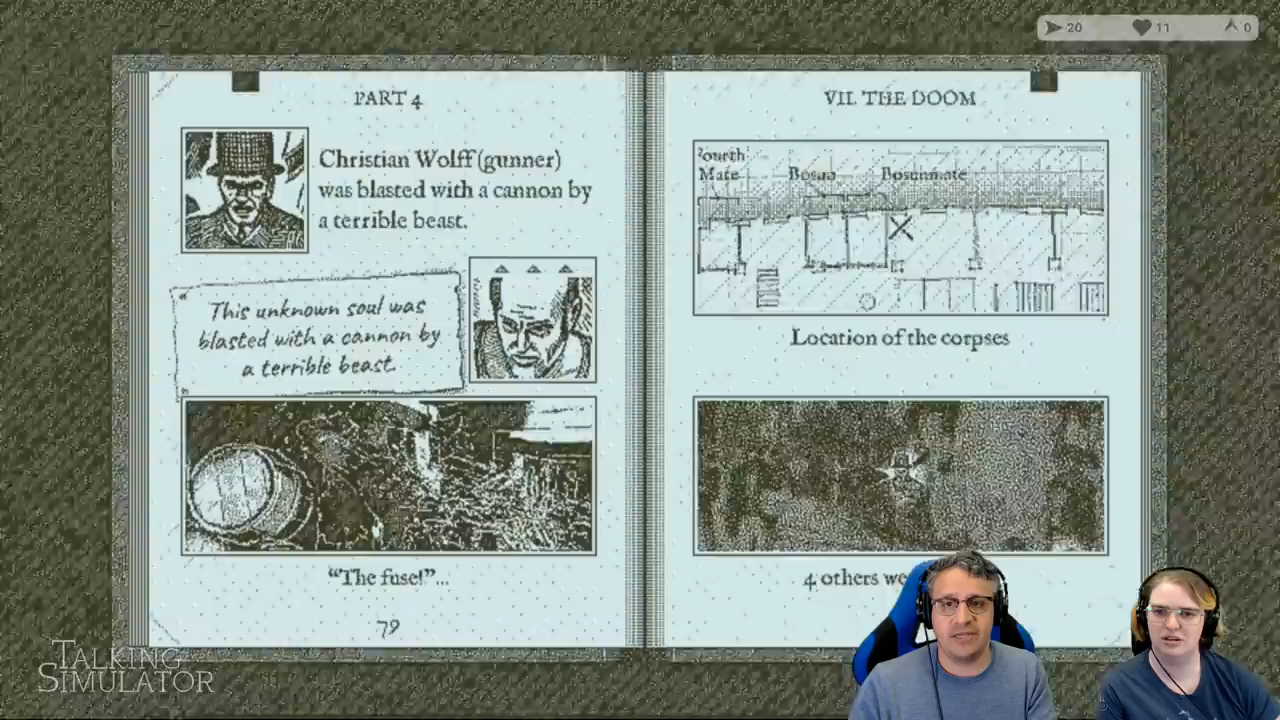 20 11 0
PART 4
Christian Wolff (gunner)
was blasted with a cannon by
a terrible beast.
This unknown soul was
blasted with a cannon by
a terrible beast.
"The fuse!"...
79
VII. THE DOOM
Fourth
Mate
Bosun
Bosunmate
Location of the corpses
4 others we
TALKING
SIMULATOR